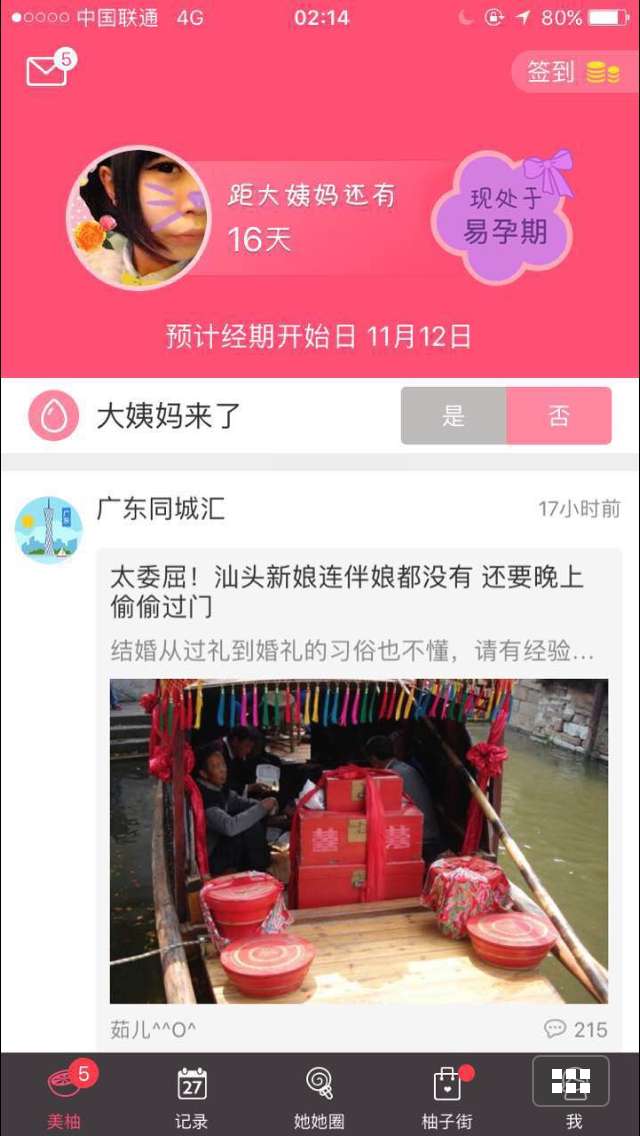 中国联通 4G 02:14 80%
5
签到
距大姨妈还有
16天
现处于
易孕期
预计经期开始日 11月12日
大姨妈来了
是
否
广东同城汇
17小时前
太委屈！汕头新娘连伴娘都没有 还要晚上
偷偷过门
结婚从过礼到婚礼的习俗也不懂，请有经验...
囍
囍
茹儿^^O^
215
5
27
美柚
记录
她她圈
柚子街
我